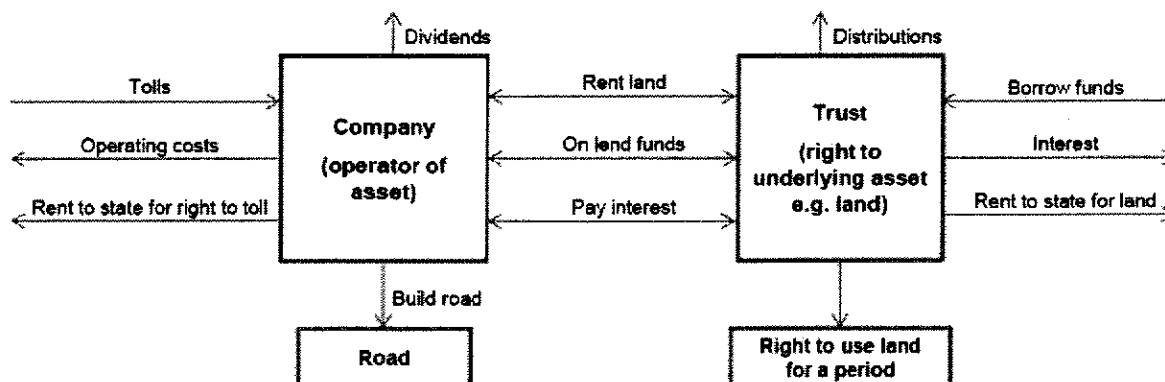 Dividends
Distributions
Tolls
Rent land
Borrow funds
Company
(operator of
asset)
Trust
(right to
underlying asset
e.g. land)
Operating costs
On lend funds
Interest
Rent to state for right to toll
Pay interest
Rent to state for land
Build road
Road
Right to use land
for a period